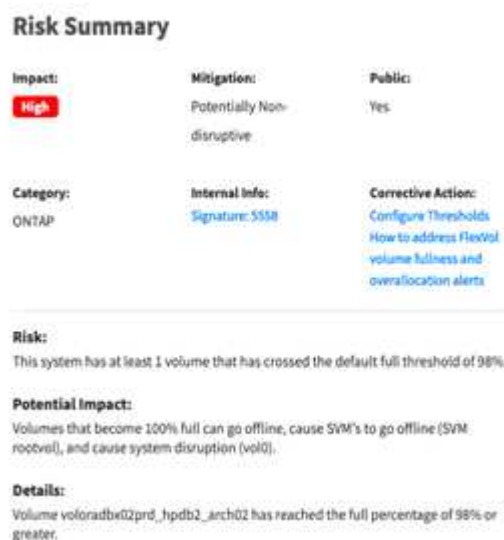 Risk Summary
Impact:
Mitigation:
Public:
High
Potentially Non-
disruptive
Yes
Category:
Internal Info:
Corrective Action:
ONTAP
Signature: 5558
Configure Thresholds
How to address FlexVol
volume fullness and
overallocation alerts
Risk:
This system has at least 1 volume that has crossed the default full threshold of 98%
Potential Impact:
Volumes that become 100% full can go offline, cause SVM's to go offline (SVM
rootvol), and cause system disruption (vol0).
Details:
Volume voloradbx02prd_hpdb2_arch02 has reached the full percentage of 98% or
greater.